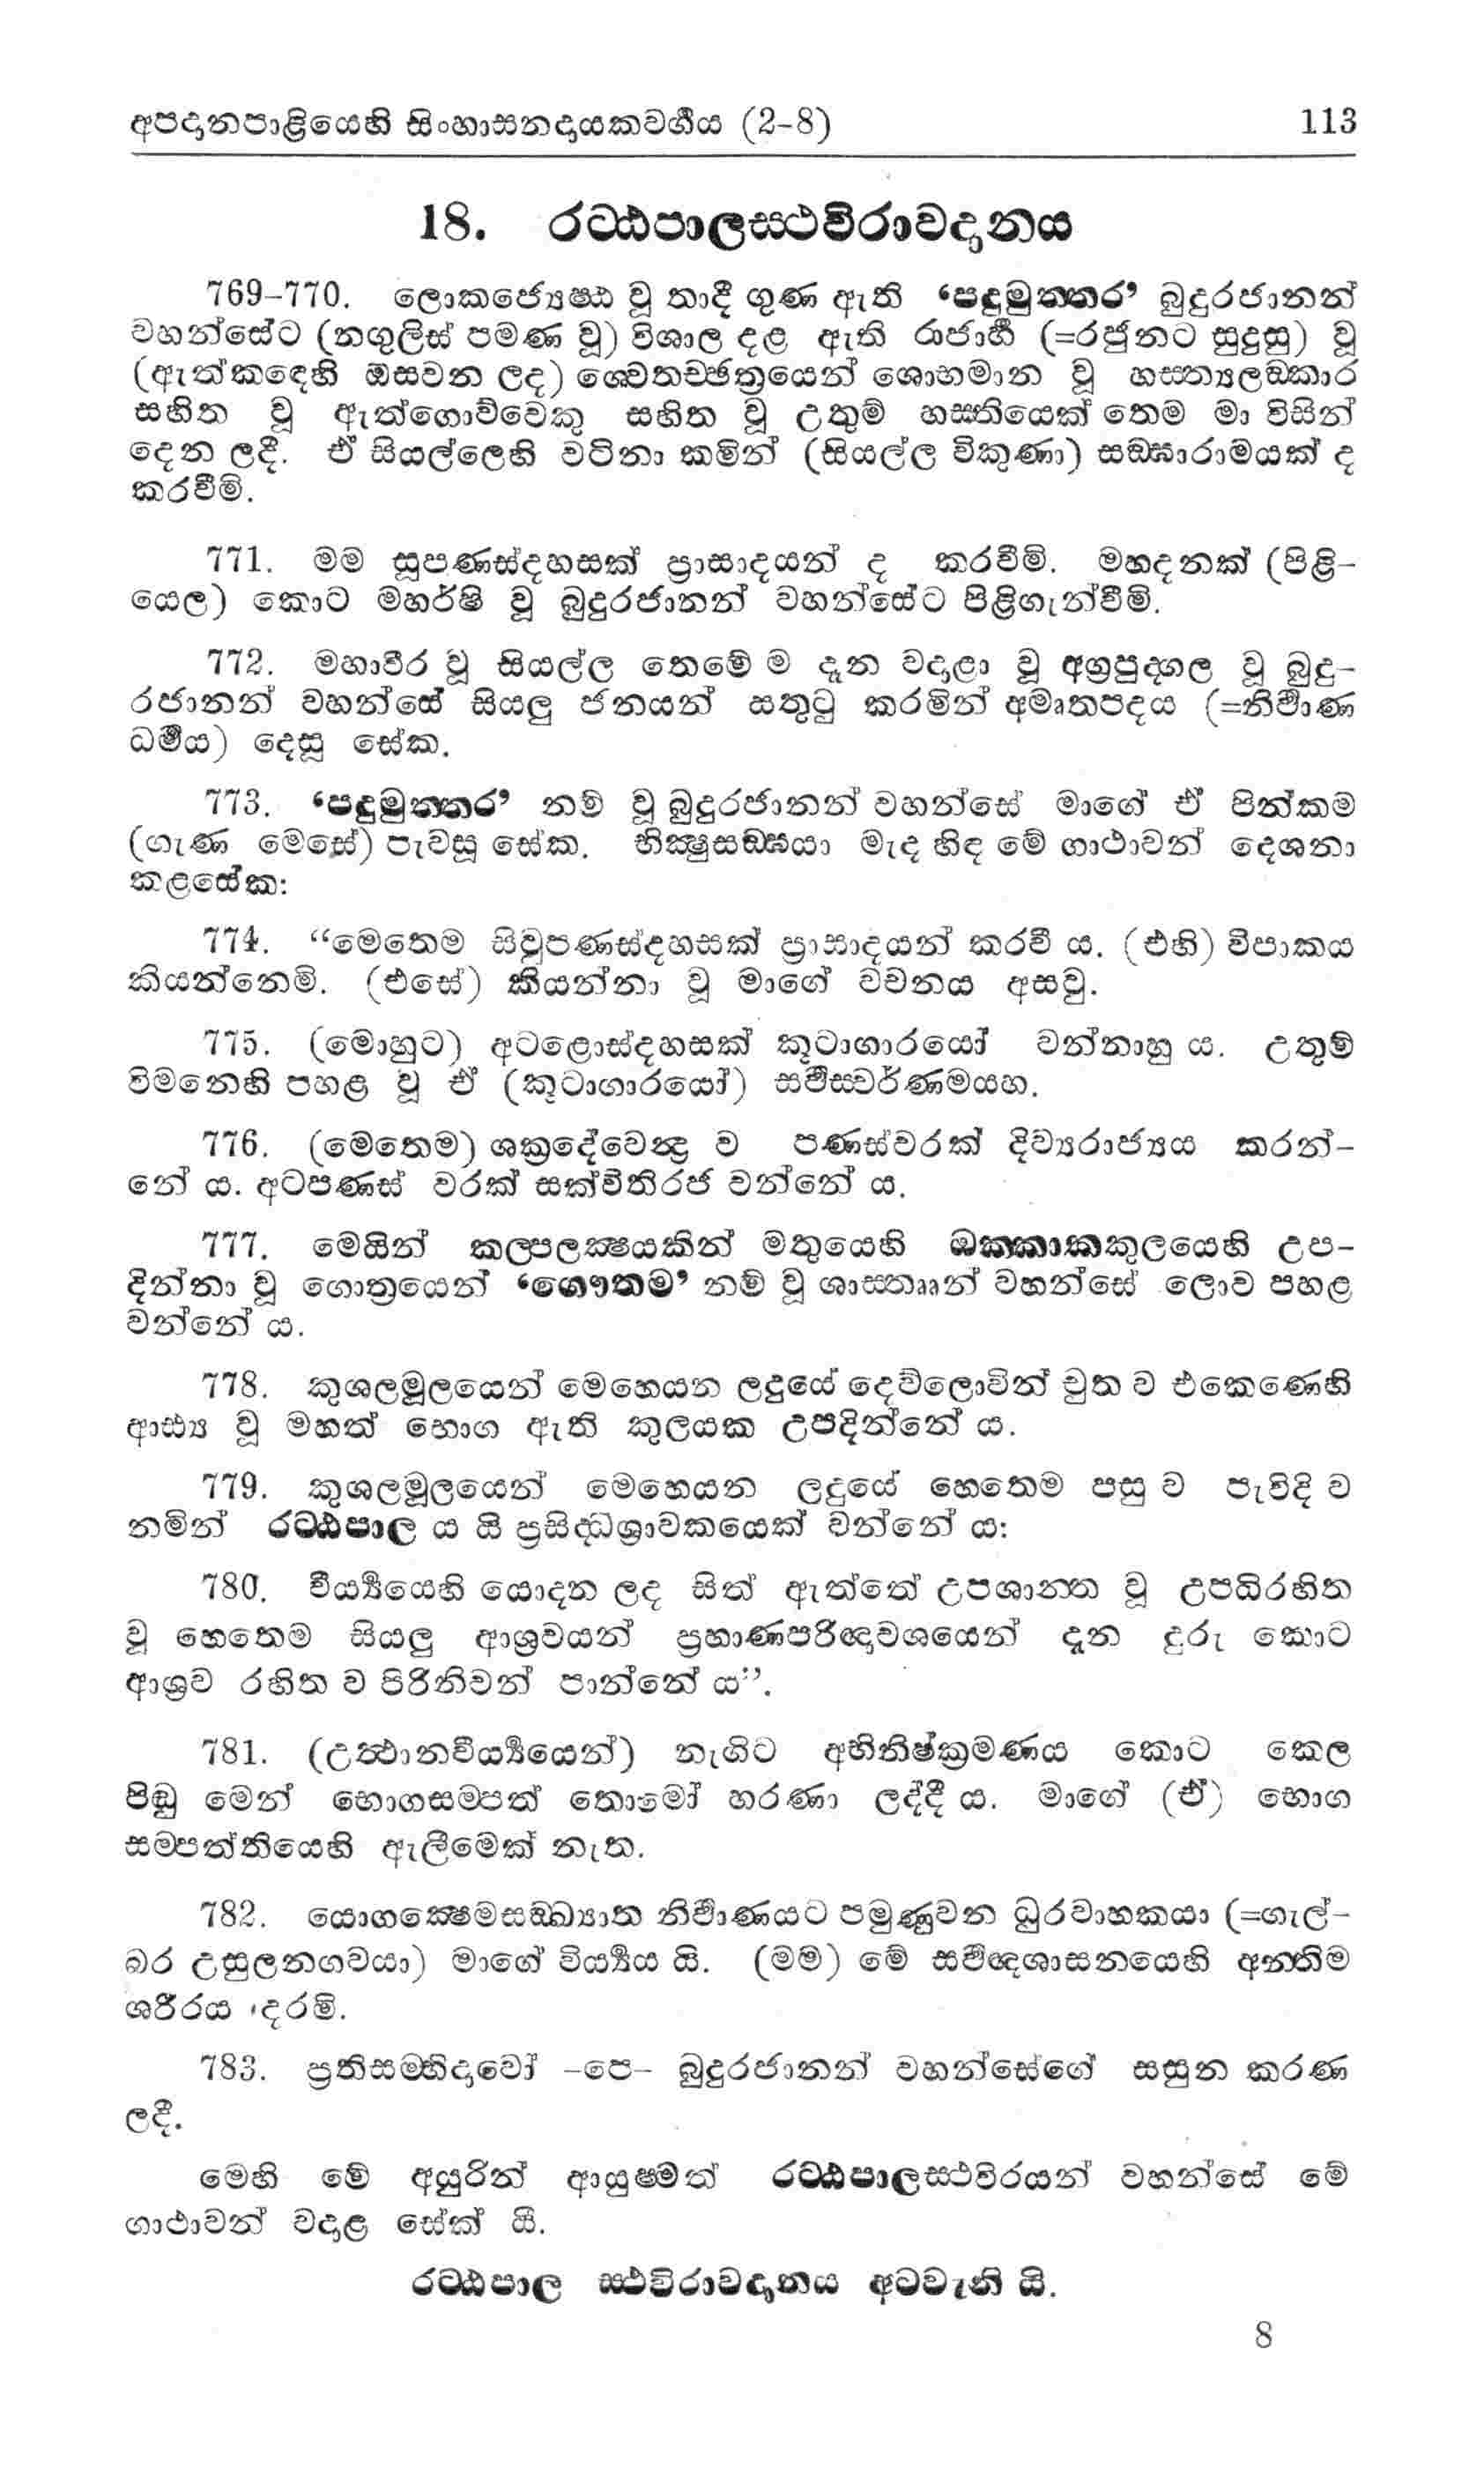 අපදානපාළියෙහි සිංහාසනදායකවර්‍ගය (2-8) 113
18. රට්ඨපාලස්ථවිරාවදානය
769-770. ලොකජ්‍යෙෂ්ඨ වූ තාදී ගුණ ඇති ‘පදුමුත්තර’ බුදුරජානන්
වහන්සේට (නගුලිස් පමණ වූ) විශාල දළ ඇති රාජාර්‍හ (=රජුනට සුදුසු) වූ
(ඇත්කඳෙහි ඔසවන ලද) ශ්වෙතච්ඡත්‍රයෙන් ශොභමාන වූ හස්ත්‍යලඞ්කාර
සහිත වූ ඇත්ගොව්වෙකු සහිත වූ උතුම් හස්තියෙක් තෙම මා විසින්
දෙන ලදී. ඒ සියල්ලෙහි වටිනා කමින් (සියල්ල විකුණා) සඞ්ඝාරාමයක් ද
කරවීමි.
771. මම සූපණස්දහසක් ප්‍රාසාදයන් ද කරවීමි. මහදනක් (පිළි-
යෙල) කොට මහර්ෂි වූ බුදුරජානන් වහන්සේට පිළිගැන්වීමි.
772. මහාවීර වූ සියල්ල තෙමේ ම දැන වදාළා වූ අග්‍රපුද්ගල වූ බුදු-
රජානන් වහන්සේ සියලු ජනයන් සතුටු කරමින් අමෘතපදය (=නිර්‍වාණ
ධර්‍මය) දෙසූ සේක.
773. ‘පදුමුත්තර’ නම් වූ බුදුරජානන් වහන්සේ මාගේ ඒ පින්කම
(ගැණ මෙසේ) පැවසූ සේක. භික්ෂුසඞ්ඝයා මැද හිඳ මේ ගාථාවන් දෙශනා
කළසේක:
774. “මෙතෙම සිවුපණස්දහසක් ප්‍රාසාදයන් කරවී ය. (එහි) විපාකය
කියන්නෙමි. (එසේ) කියන්නා වූ මාගේ වචනය අසවු.
775. (මොහුට) අටළොස්දහසක් කූටාගාරයෝ වන්නාහු ය. උතුම්
විමනෙහි පහළ වූ ඒ (කූටාගාරයෝ) සර්‍වස්වර්ණමයහ.
776. (මෙතෙම) ශක්‍රදේවෙන්‍ද්‍ර ව පණස්වරක් දිව්‍යරාජ්‍යය කරන්-
නේ ය. අටපණස් වරක් සක්විතිරජ වන්නේ ය.
777. මෙයින් කල්පලක්ෂයකින් මතුයෙහි ඔක්කාකකුලයෙහි උප-
දින්නා වූ ගොත්‍රයෙන් ‘ගෞතම’ නම් වූ ශාස්තෲන් වහන්සේ ලොව පහළ
වන්නේ ය.
778. කුශලමූලයෙන් මෙහෙයන ලදුයේ දෙව්ලොවින් චුත ව එකෙණෙහි
ආඪ්‍ය වූ මහත් භොග ඇති කුලයක උපදින්නේ ය.
779. කුශලමූලයෙන් මෙහෙයන ලදුයේ හෙතෙම පසු ව පැවිදි ව
නමින් රට්ඨපාල ය යි ප්‍රසිද්ධශ්‍රාවකයෙක් වන්නේ ය:
780. වීර්‍ය්‍යයෙහි යොදන ලද සිත් ඇත්තේ උපශාන්ත වූ උපධිරහිත
වූ හෙතෙම සියලු ආශ්‍රවයන් ප්‍රහාණපරිඥාවශයෙන් දැන දුරු කොට
ආශ්‍රව රහිත ව පිරිනිවන් පාන්නේ ය”.
781. (උත්ථානවීර්‍ය්‍යයෙන්) නැගිට අභිනිෂ්ක්‍රමණය කොට කෙල
පිඬු මෙන් භොගසම්පත් තොමෝ හරණා ලද්දී ය. මාගේ (ඒ) භොග
සම්පත්තියෙහි ඇලීමෙක් නැත.
782. යොගක්ෂෙමසඞ්ඛ්‍යාත නිර්‍වාණයට පමුණුවන ධුරවාහකයා (=ගැල්-
බර උසුලනගවයා) මාගේ වීර්‍ය්‍යය යි. (මම) මේ සර්‍වඥශාසනයෙහි අන්තිම
ශරීරය දරමි.
783. ප්‍රතිසම්භිදාවෝ -පෙ- බුදුරජානන් වහන්සේගේ සසුන කරණ
ලදී.
මෙහි මේ අයුරින් ආයුෂ්මත් රට්ඨපාලස්ථවිරයන් වහන්සේ මේ
ගාථාවන් වදාළ සේක් යි.
රට්ඨපාල ස්ථවිරාවදානය අටවැනි යි.
8